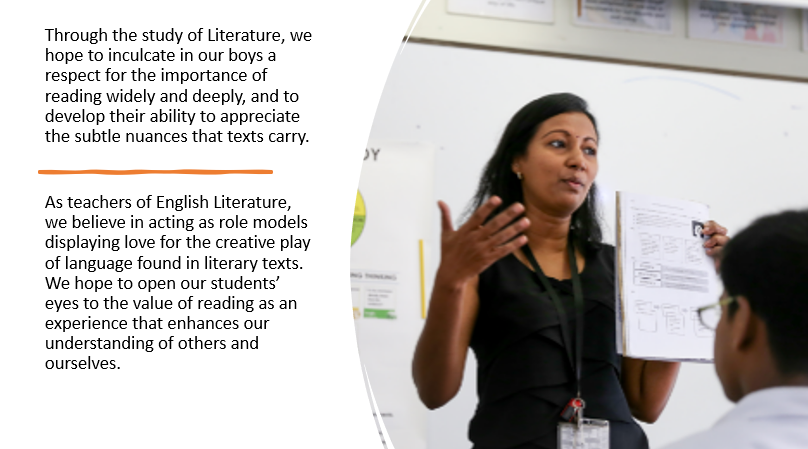 Through the study of Literature, we
hope to inculcate in our boys a
respect for the importance of
reading widely and deeply, and to
develop their ability to appreciate
the subtle nuances that texts carry.
As teachers of English Literature,
we believe in acting as role models
displaying love for the creative play
of language found in literary texts.
We hope to open our students’
eyes to the value of reading as an
experience that enhances our
understanding of others and
ourselves.
THINKING